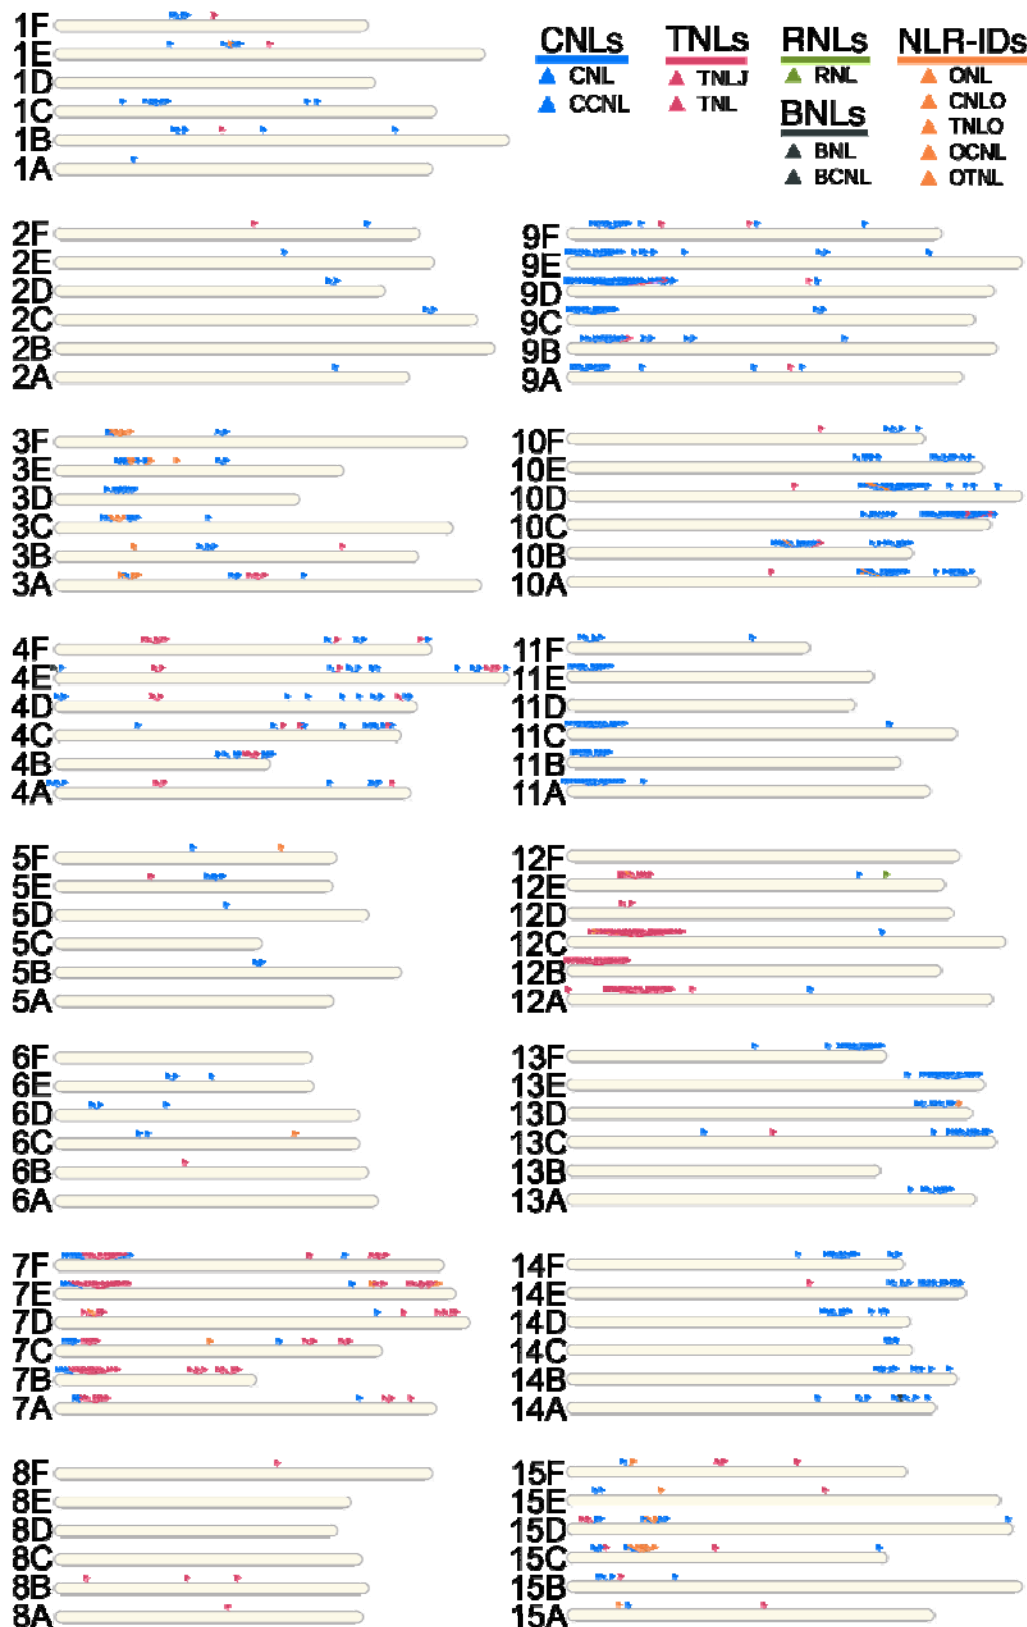 CNLs TNLs RNLs NLR-IDs
CNL TNLJ RNL ONL
CCNL TNL CNLO
BNLs TNLO
BNL OCNL
BCNL OTNL
1F
1E
1D
1C
1B
1A
2F
2E
2D
2C
2B
2A
3F
3E
3D
3C
3B
3A
4F
4E
4D
4C
4B
4A
5F
5E
5D
5C
5B
5A
6F
6E
6D
6C
6B
6A
7F
7E
7D
7C
7B
7A
8F
8E
8D
8C
8B
8A
9F
9E
9D
9C
9B
9A
10F
10E
10D
10C
10B
10A
11F
11E
11D
11C
11B
11A
12F
12E
12D
12C
12B
12A
13F
13E
13D
13C
13B
13A
14F
14E
14D
14C
14B
14A
15F
15E
15D
15C
15B
15A